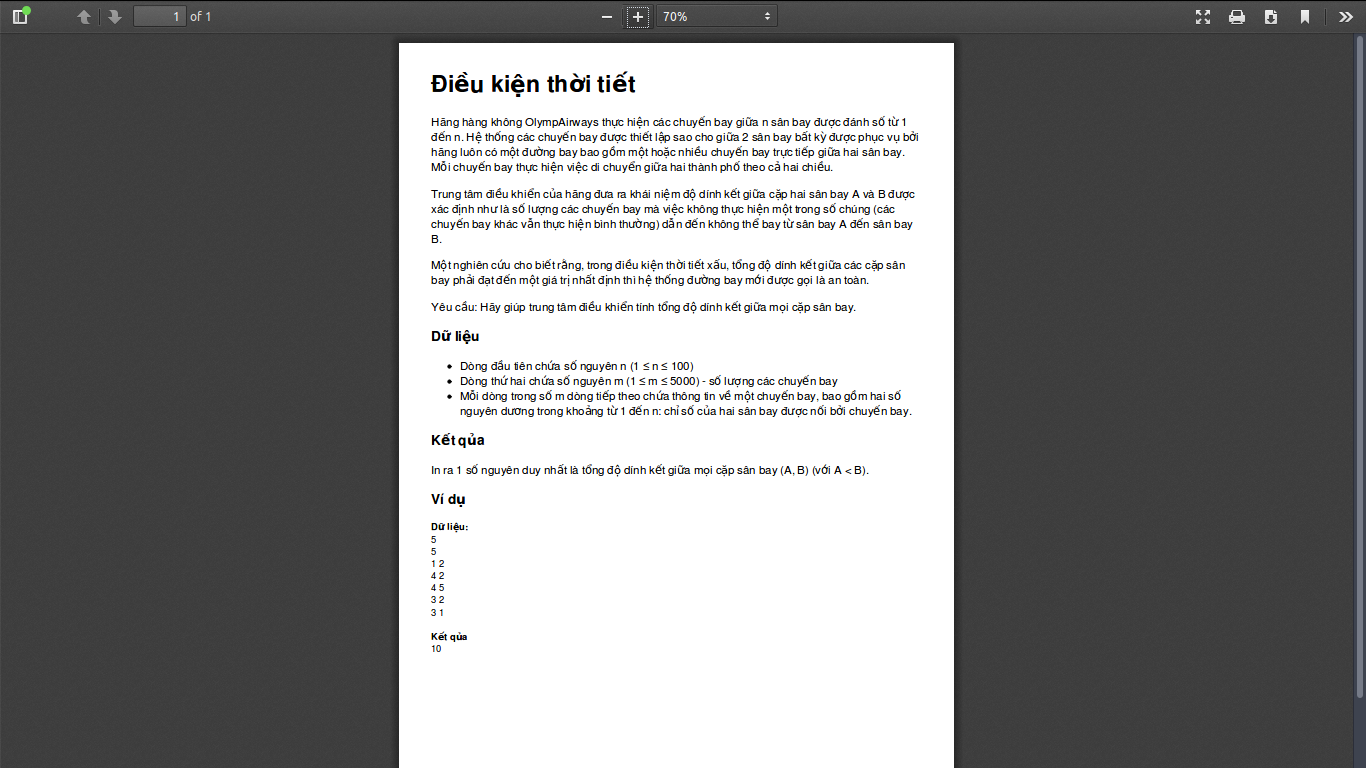 1 of 1
70%
Điều kiện thời tiết
Hãng hàng không OlympAirways thực hiện các chuyến bay giữa n sân bay được đánh số từ 1
đến n. Hệ thống các chuyến bay được thiết lập sao cho giữa 2 sân bay bất kỳ được phục vụ bởi
hãng luôn có một đường bay bao gồm một hoặc nhiều chuyến bay trực tiếp giữa hai sân bay.
Mỗi chuyến bay thực hiện việc di chuyển giữa hai thành phố theo cả hai chiều.
Trung tâm điều khiển của hãng đưa ra khái niệm độ dính kết giữa cặp hai sân bay A và B được
xác định như là số lượng các chuyến bay mà việc không thực hiện một trong số chúng (các
chuyến bay khác vẫn thực hiện bình thường) dẫn đến không thể bay từ sân bay A đến sân bay
B.
Một nghiên cứu cho biết rằng, trong điều kiện thời tiết xấu, tổng độ dính kết giữa các cặp sân
bay phải đạt đến một giá trị nhất định thì hệ thống đường bay mới được gọi là an toàn.
Yêu cầu: Hãy giúp trung tâm điều khiển tính tổng độ dính kết giữa mọi cặp sân bay.
Dữ liệu
• Dòng đầu tiên chứa số nguyên n (1 ≤ n ≤ 100)
• Dòng thứ hai chứa số nguyên m (1 ≤ m ≤ 5000) - số lượng các chuyến bay
• Mỗi dòng trong số m dòng tiếp theo chứa thông tin về một chuyến bay, bao gồm hai số
nguyên dương trong khoảng từ 1 đến n: chỉ số của hai sân bay được nối bởi chuyến bay.
Kết qủa
In ra 1 số nguyên duy nhất là tổng độ dính kết giữa mọi cặp sân bay (A, B) (với A < B).
Ví dụ
Dữ liệu:
5
5
1 2
4 2
4 5
3 2
3 1
Kết qủa
10